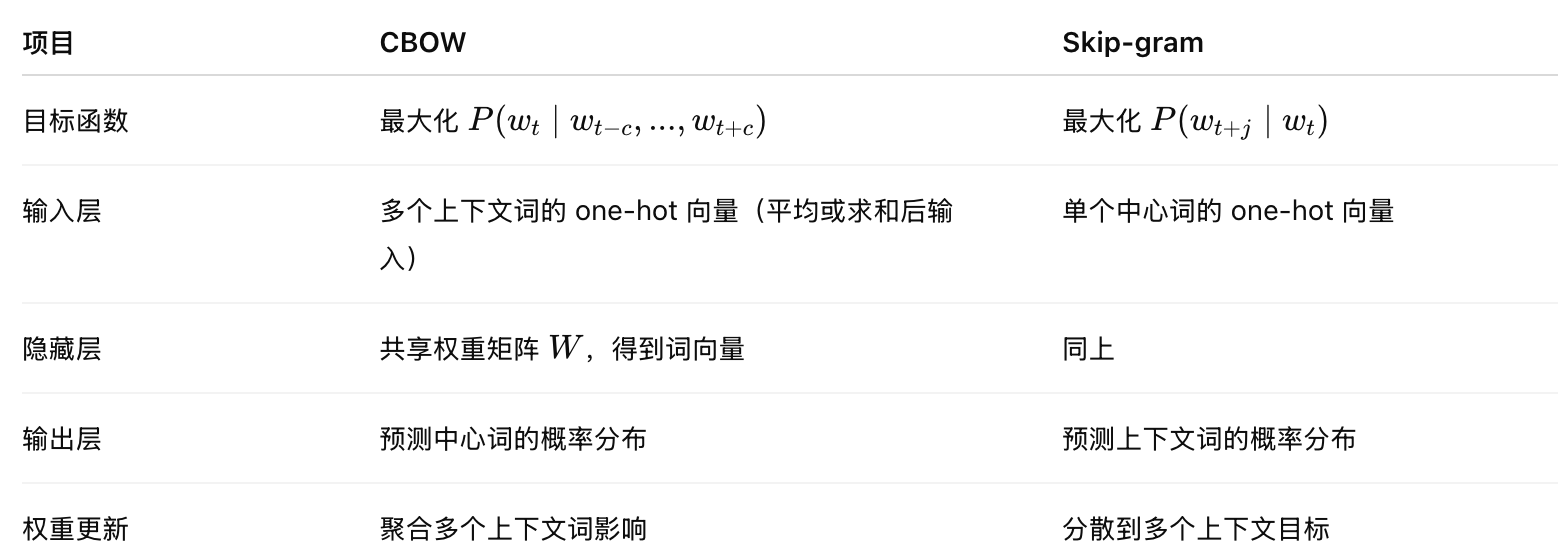 项目 CBOW Skip-gram
目标函数 最大化 P(w_t | w_{t−c}, ..., w_{t+c}) 最大化 P(w_{t+j} | w_t)
输入层 多个上下文词的 one-hot 向量（平均或求和后输 单个中心词的 one-hot 向量
入）
隐藏层 共享权重矩阵 W，得到词向量 同上
输出层 预测中心词的概率分布 预测上下文词的概率分布
权重更新 聚合多个上下文词影响 分散到多个上下文目标